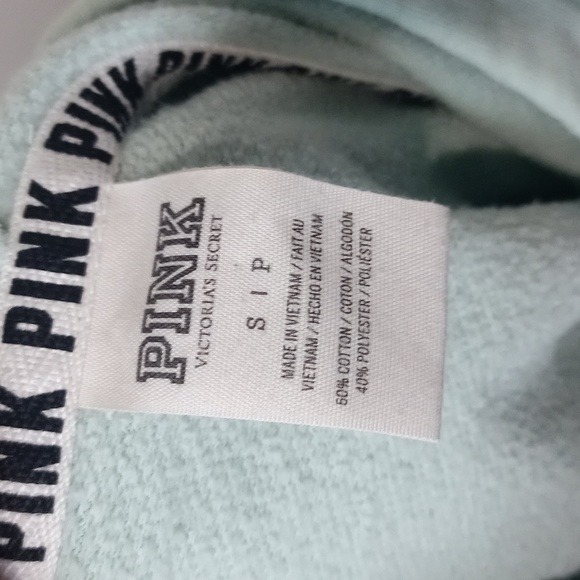 PINK PINK PINK PINK
PINK
VICTORIA'S SECRET
S | P
MADE IN VIETNAM / FAIT AU
VIETNAM / HECHO EN VIETNAM
60% COTTON / COTON / ALGODÓN
40% POLYESTER / POLIÉSTER